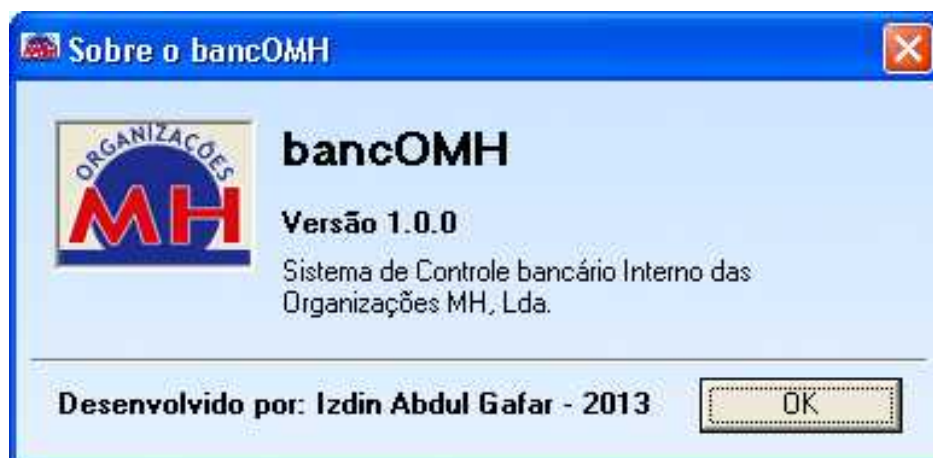 Sobre o bancOMH
ORGANIZAÇÕES
MH
bancOMH
Versão 1.0.0
Sistema de Controle bancário Interno das
Organizações MH, Lda.
Desenvolvido por: Izdin Abdul Gafar - 2013
OK